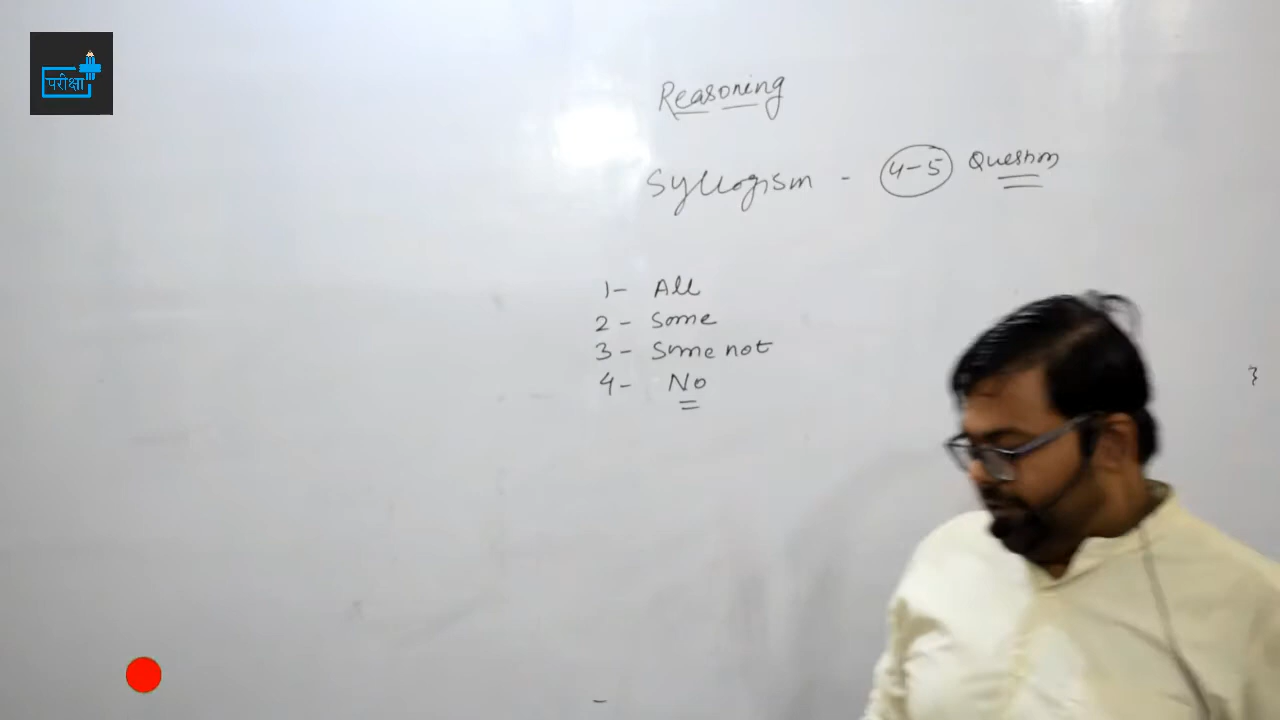 परीक्षा
Reasoning
Syllogism - 4-5 Question
1- All
2- Some
3- Some not
4- No